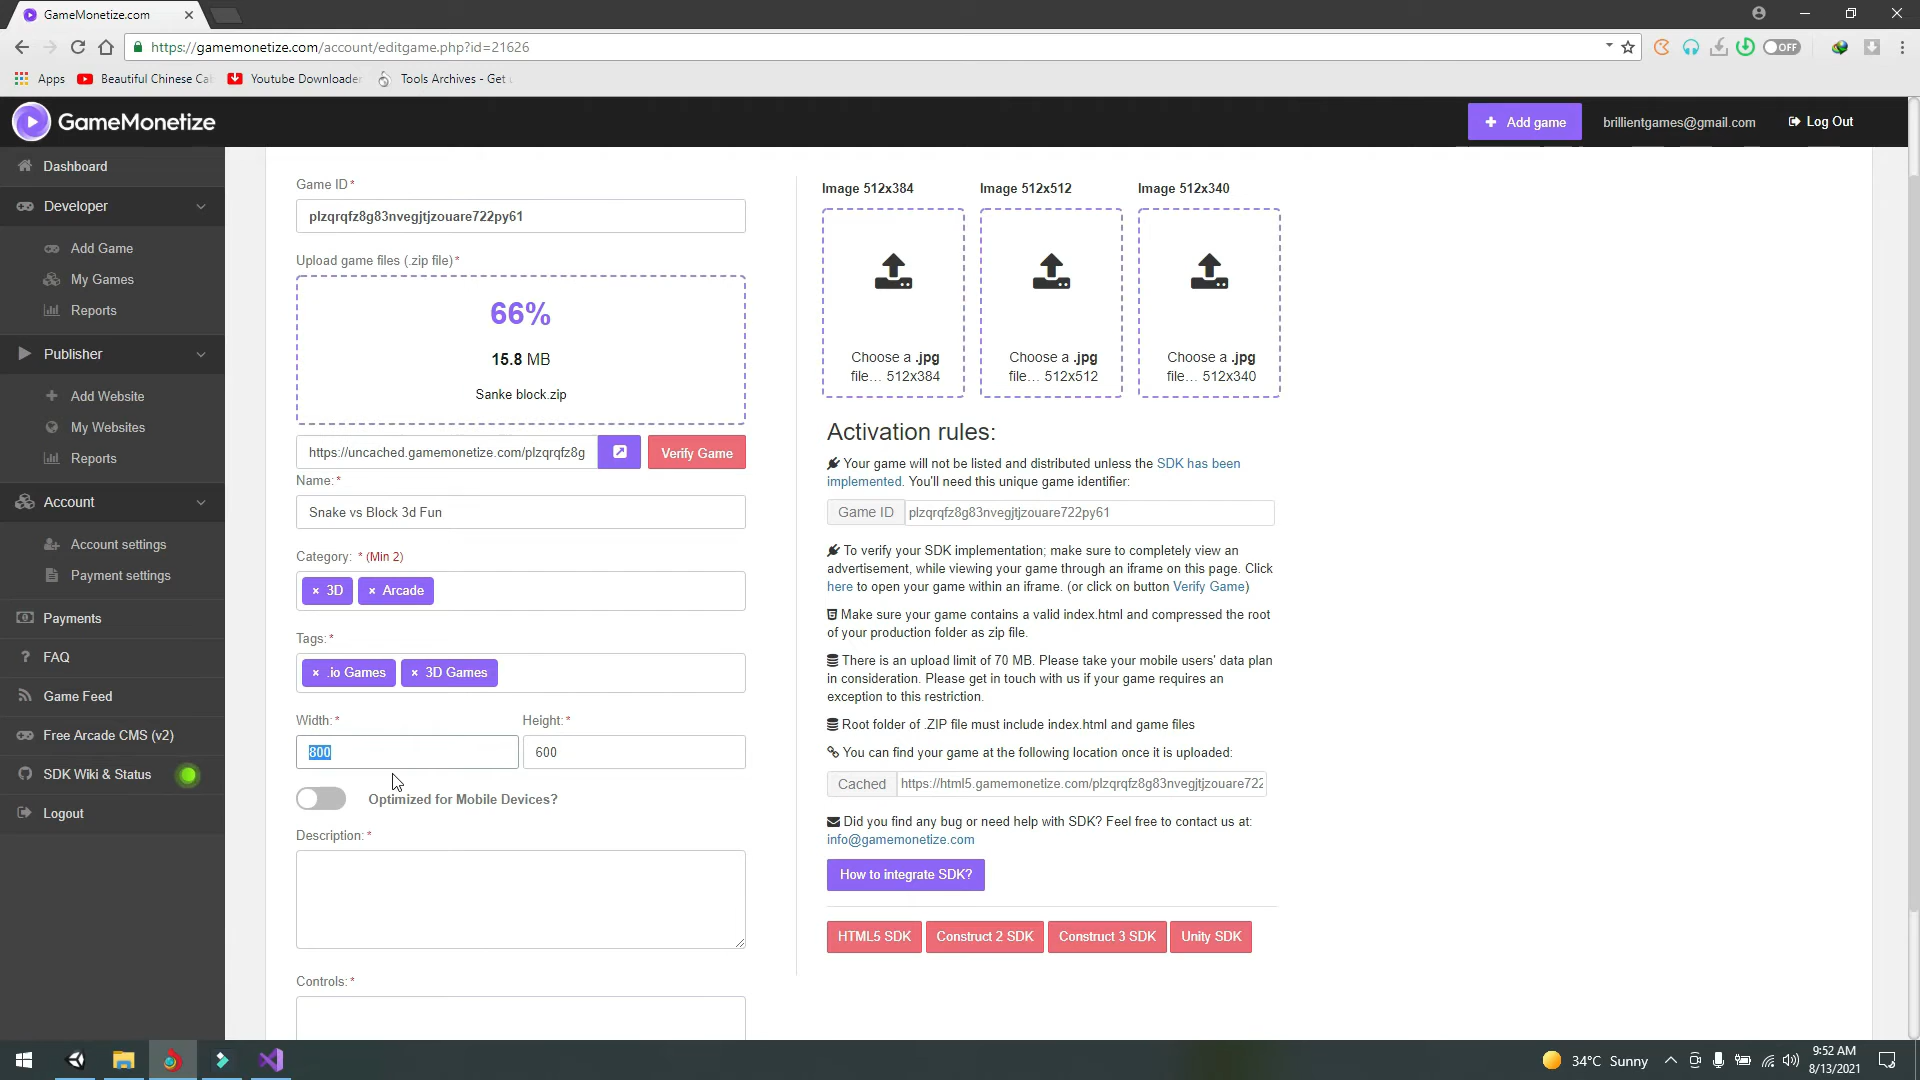 GameMonetize.com
https://gamemonetize.com/account/editgame.php?id=21626
OFF
Apps
Beautiful Chinese Ca
Youtube Downloader
Tools Archives - Get
GameMonetize
Add game
brillientgames@gmail.com
Log Out
Dashboard
Developer
Add Game
My Games
Reports
Publisher
Add Website
My Websites
Reports
Account
Account settings
Payment settings
Payments
FAQ
Game Feed
Free Arcade CMS (v2)
SDK Wiki & Status
Logout
Game ID*
plzqrqfz8g83nvegjtjzouare722py61
Upload game files (.zip file)*
66%
15.8 MB
Sanke block.zip
https://uncached.gamemonetize.com/plzqrqfz8g
Verify Game
Name: *
Snake vs Block 3d Fun
Category: * (Min 2)
× 3D
× Arcade
Tags: *
× .io Games
× 3D Games
Width: *
Height: *
800
600
Optimized for Mobile Devices?
Description: *
Controls: *
Image 512x384
Image 512x512
Image 512x340
Choose a .jpg
file... 512x384
Choose a .jpg
file... 512x512
Choose a .jpg
file... 512x340
Activation rules:
Your game will not be listed and distributed unless the SDK has been
implemented. You'll need this unique game identifier:
Game ID
plzqrqfz8g83nvegjtjzouare722py61
To verify your SDK implementation; make sure to completely view an
advertisement, while viewing your game through an iframe on this page. Click
here to open your game within an iframe. (or click on button Verify Game)
Make sure your game contains a valid index.html and compressed the root
of your production folder as zip file.
There is an upload limit of 70 MB. Please take your mobile users' data plan
in consideration. Please get in touch with us if your game requires an
exception to this restriction.
Root folder of .ZIP file must include index.html and game files
You can find your game at the following location once it is uploaded:
Cached
https://html5.gamemonetize.com/plzqrqfz8g83nvegjtjzouare722
Did you find any bug or need help with SDK? Feel free to contact us at:
info@gamemonetize.com
How to integrate SDK?
HTML5 SDK
Construct 2 SDK
Construct 3 SDK
Unity SDK
34°C Sunny
9:52 AM
8/13/2021